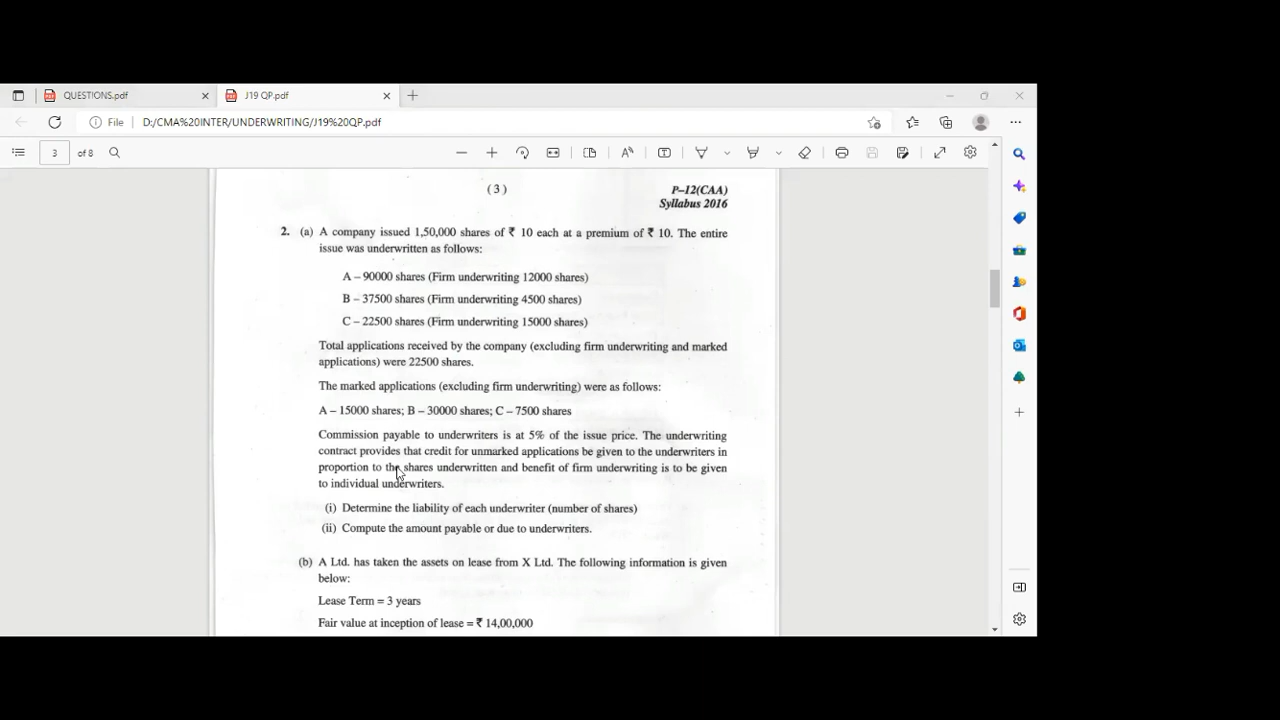 QUESTIONS.pdf
J19 QP.pdf
File
D:/CMA%20INTER/UNDERWRITING/J19%20QP.pdf
3
of 8
(3)
P–12(CAA)
Syllabus 2016
2. (a) A company issued 1,50,000 shares of ₹ 10 each at a premium of ₹ 10. The entire
issue was underwritten as follows:
A – 90000 shares (Firm underwriting 12000 shares)
B – 37500 shares (Firm underwriting 4500 shares)
C – 22500 shares (Firm underwriting 15000 shares)
Total applications received by the company (excluding firm underwriting and marked
applications) were 22500 shares.
The marked applications (excluding firm underwriting) were as follows:
A – 15000 shares; B – 30000 shares; C – 7500 shares
Commission payable to underwriters is at 5% of the issue price. The underwriting
contract provides that credit for unmarked applications be given to the underwriters in
proportion to the shares underwritten and benefit of firm underwriting is to be given
to individual underwriters.
(i) Determine the liability of each underwriter (number of shares)
(ii) Compute the amount payable or due to underwriters.
(b) A Ltd. has taken the assets on lease from X Ltd. The following information is given
below:
Lease Term = 3 years
Fair value at inception of lease = ₹ 14,00,000